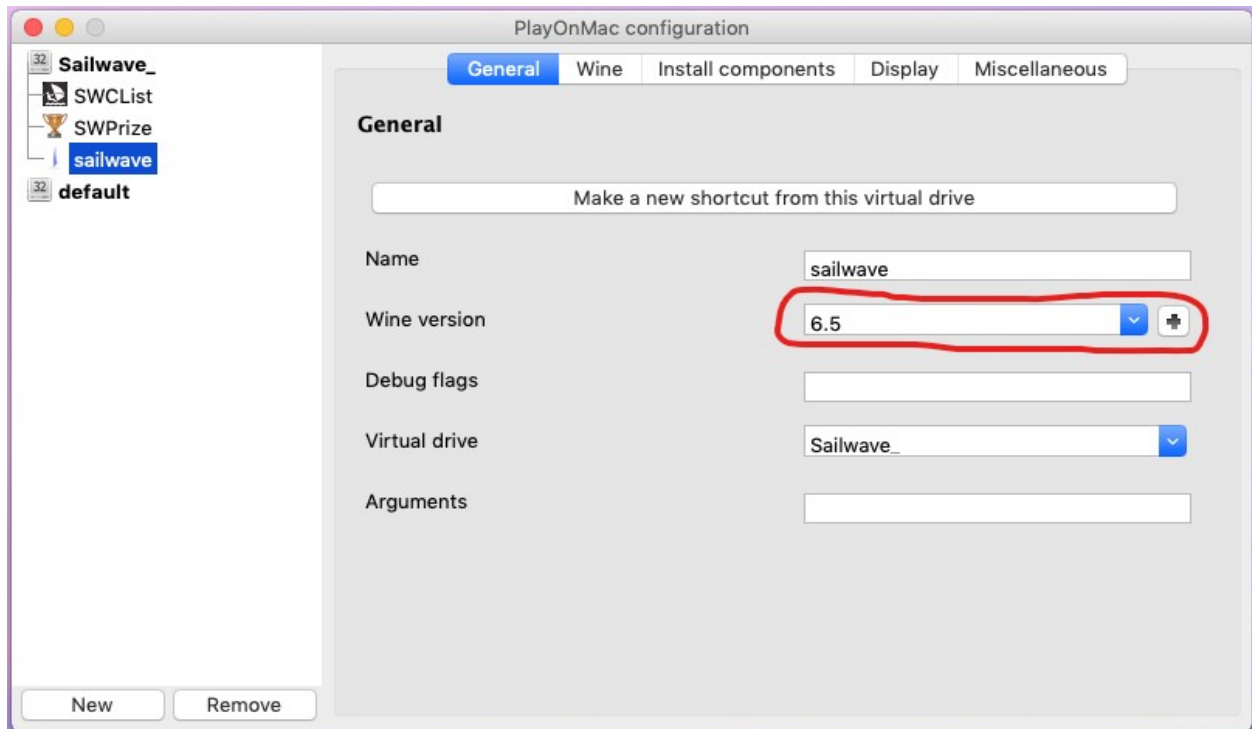 PlayOnMac configuration
32 Sailwave_
SWCList
SWPrize
sailwave
32 default
New Remove
General Wine Install components Display Miscellaneous
General
Make a new shortcut from this virtual drive
Name sailwave
Wine version 6.5
Debug flags
Virtual drive Sailwave_
Arguments